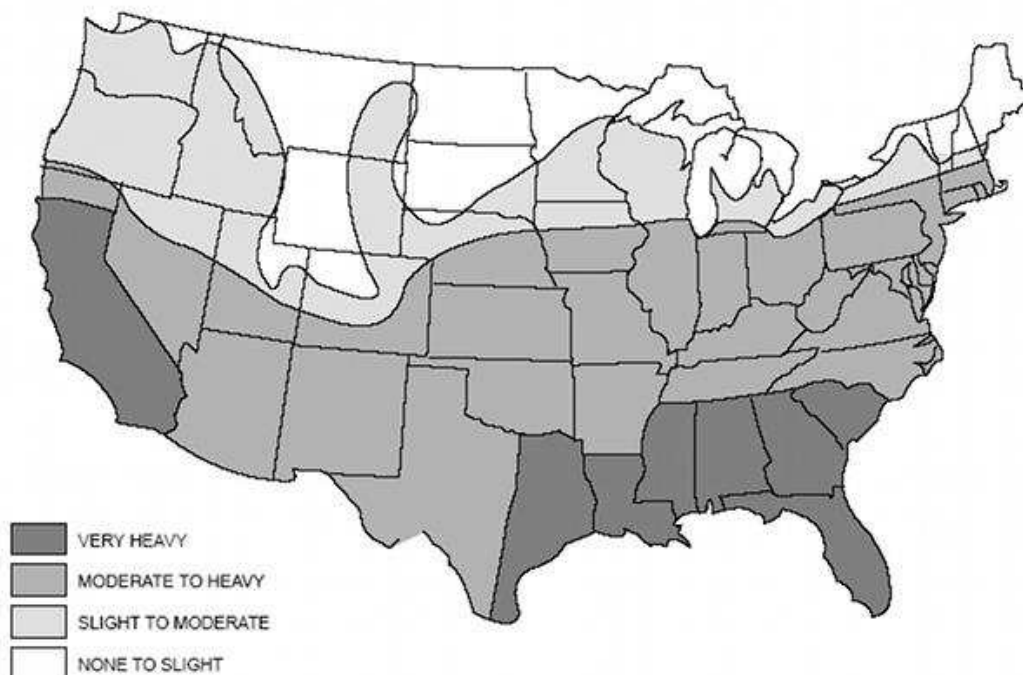 VERY HEAVY
MODERATE TO HEAVY
SLIGHT TO MODERATE
NONE TO SLIGHT